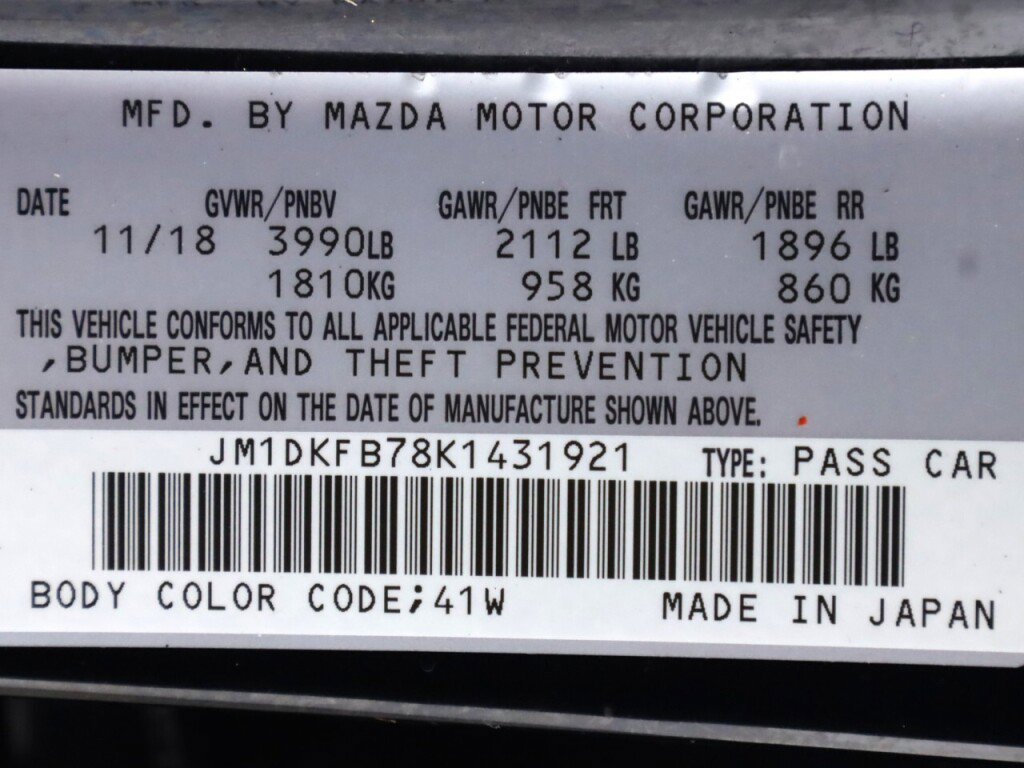 MFD. BY MAZDA MOTOR CORPORATION
DATE GVWR/PNBV GAWR/PNBE FRT GAWR/PNBE RR
11/18 3990LB 2112 LB 1896 LB
1810KG 958 KG 860 KG
THIS VEHICLE CONFORMS TO ALL APPLICABLE FEDERAL MOTOR VEHICLE SAFETY
,BUMPER,AND THEFT PREVENTION
STANDARDS IN EFFECT ON THE DATE OF MANUFACTURE SHOWN ABOVE.
JM1DKFB78K1431921 TYPE: PASS CAR
BODY COLOR CODE;41W MADE IN JAPAN